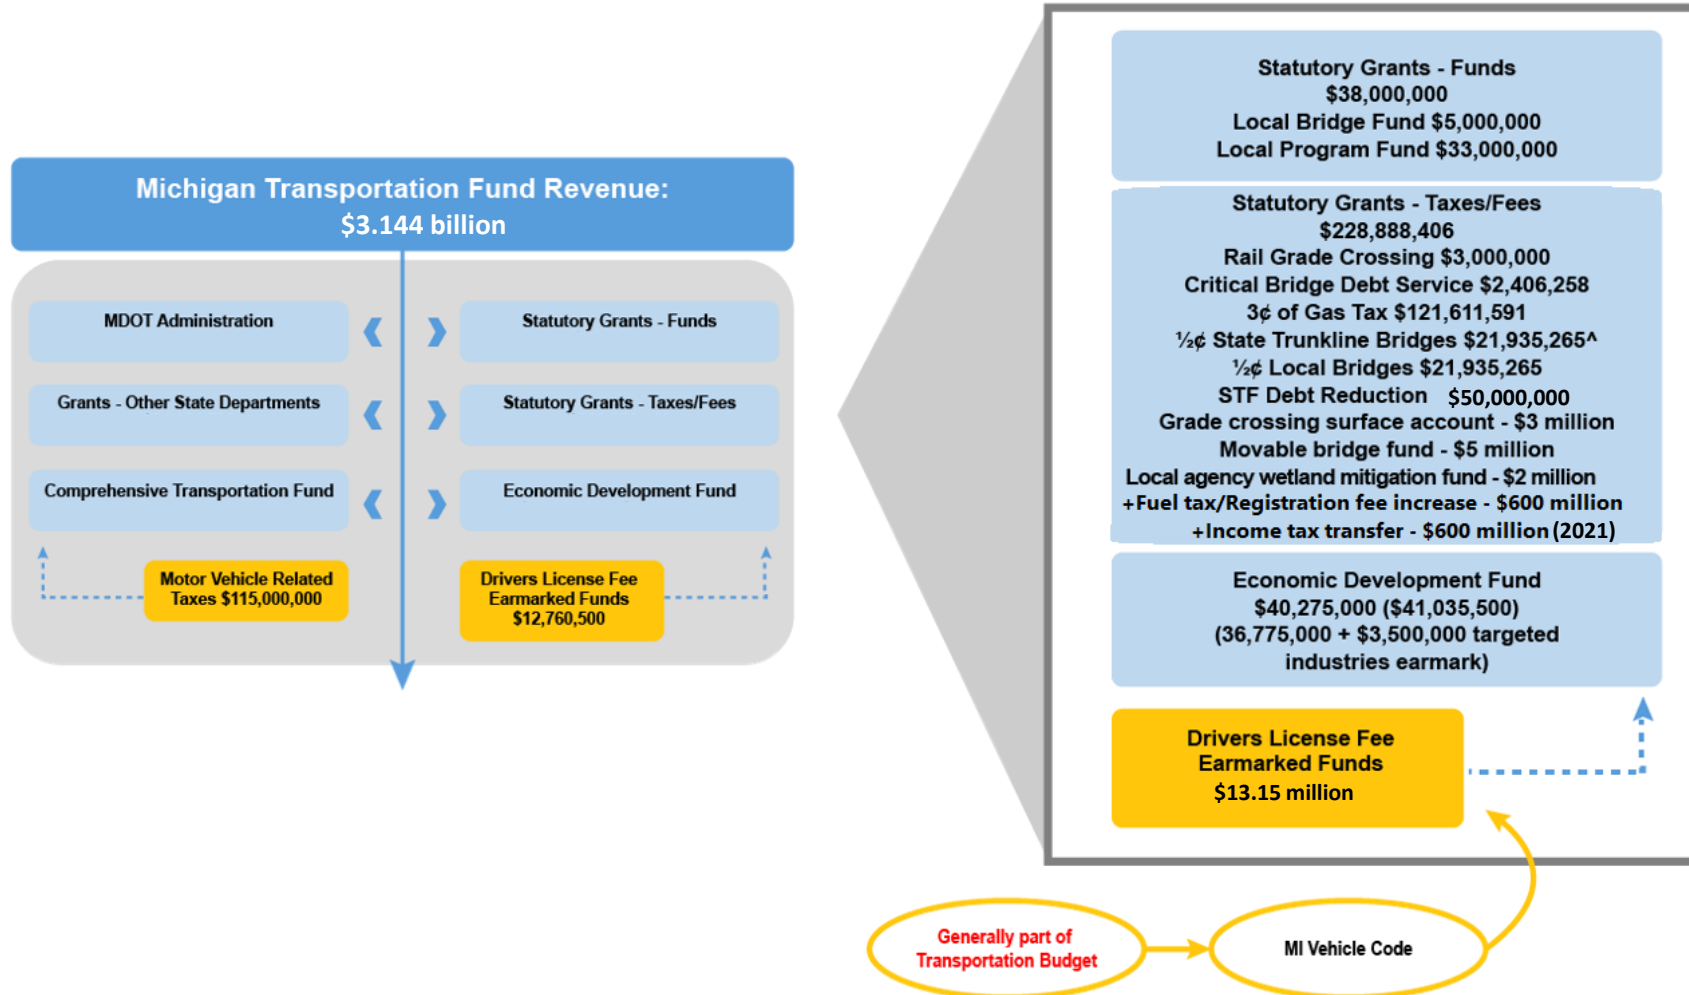 Michigan Transportation Fund Revenue:
$3.144 billion
MDOT Administration
Statutory Grants - Funds
Grants - Other State Departments
Statutory Grants - Taxes/Fees
Comprehensive Transportation Fund
Economic Development Fund
Motor Vehicle Related
Taxes $115,000,000
Drivers License Fee
Earmarked Funds
$12,760,500
Statutory Grants - Funds
$38,000,000
Local Bridge Fund $5,000,000
Local Program Fund $33,000,000
Statutory Grants - Taxes/Fees
$228,888,406
Rail Grade Crossing $3,000,000
Critical Bridge Debt Service $2,406,258
3¢ of Gas Tax $121,611,591
½¢ State Trunkline Bridges $21,935,265^
½¢ Local Bridges $21,935,265
STF Debt Reduction $50,000,000
Grade crossing surface account - $3 million
Movable bridge fund - $5 million
Local agency wetland mitigation fund - $2 million
+Fuel tax/Registration fee increase - $600 million
+Income tax transfer - $600 million (2021)
Economic Development Fund
$40,275,000 ($41,035,500)
(36,775,000 + $3,500,000 targeted
industries earmark)
Drivers License Fee
Earmarked Funds
$13.15 million
Generally part of
Transportation Budget
MI Vehicle Code